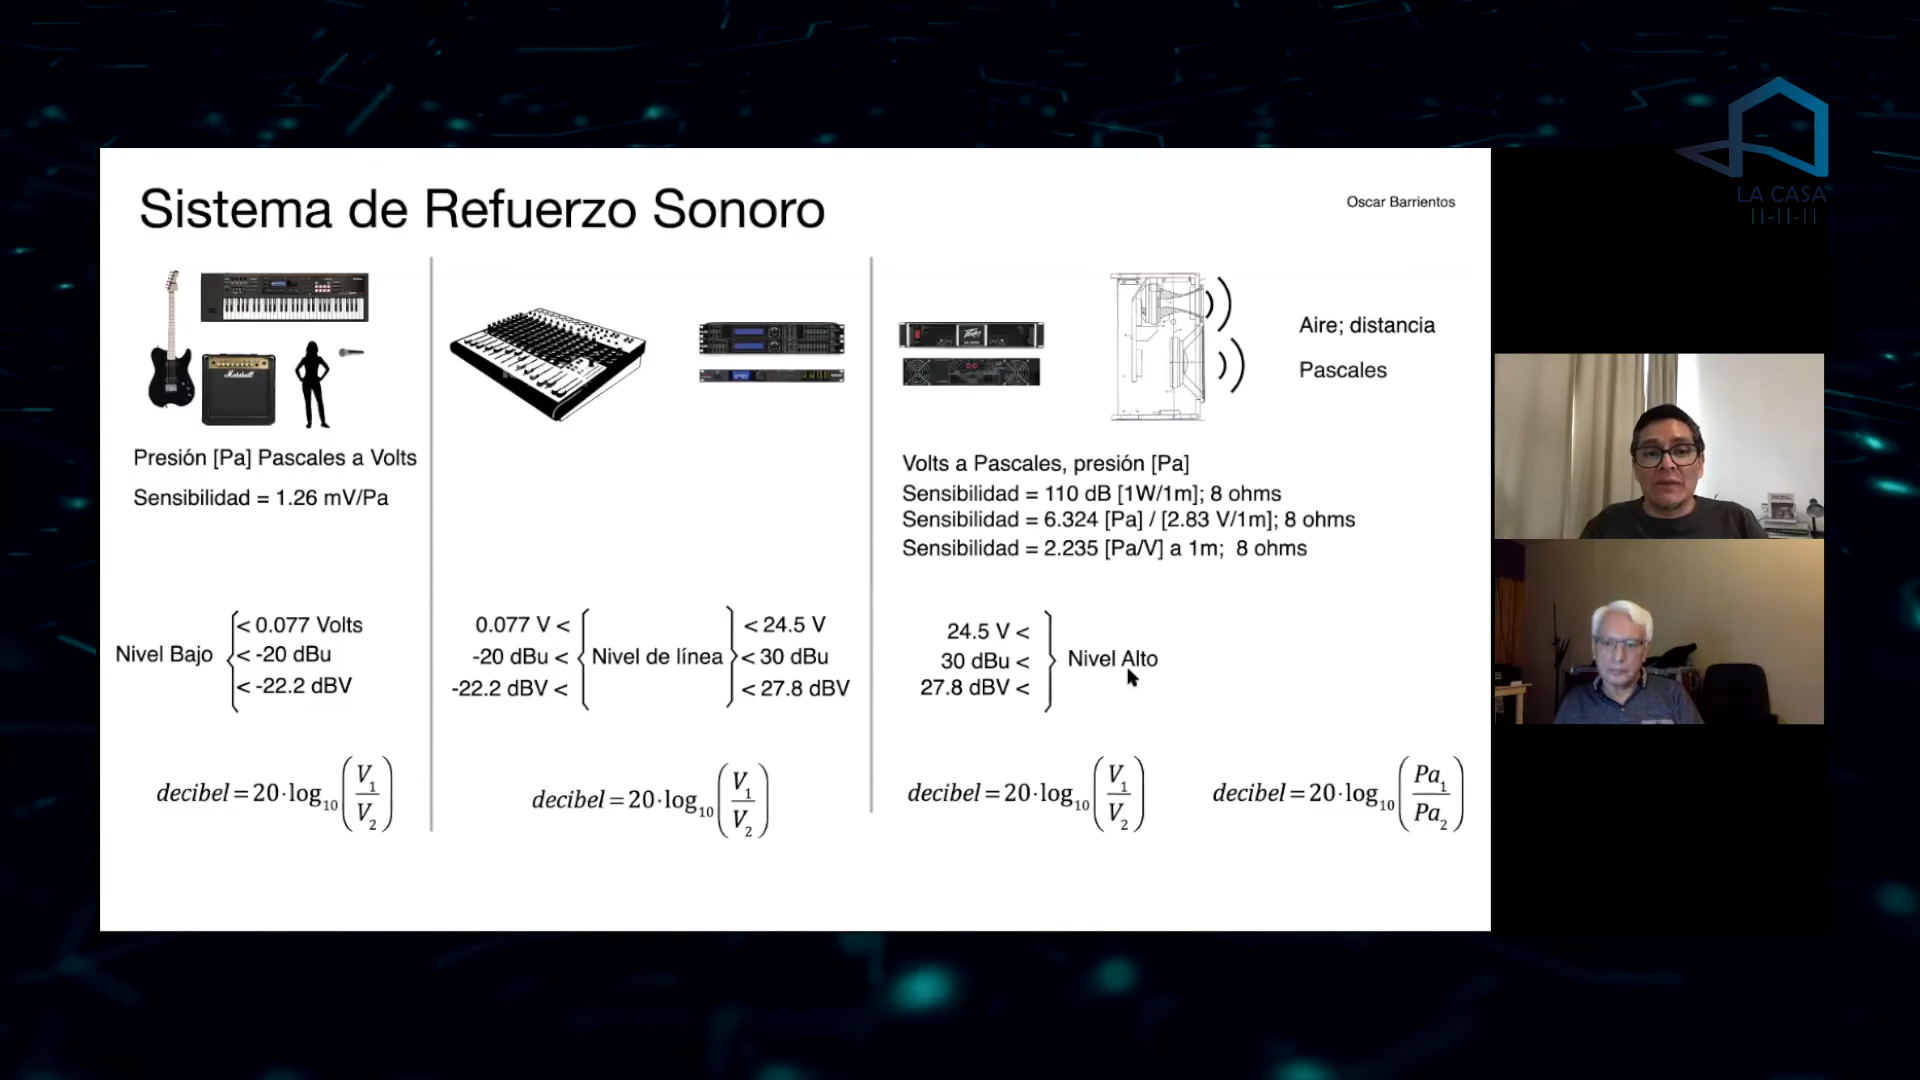 LA CASA
||-||-||
Sistema de Refuerzo Sonoro
Oscar Barrientos
Marshall
PEAVEY
Aire; distancia
Pascales
Presión [Pa] Pascales a Volts
Sensibilidad = 1.26 mV/Pa
Volts a Pascales, presión [Pa]
Sensibilidad = 110 dB [1W/1m]; 8 ohms
Sensibilidad = 6.324 [Pa] / [2.83 V/1m]; 8 ohms
Sensibilidad = 2.235 [Pa/V] a 1m; 8 ohms
Nivel Bajo
< 0.077 Volts
< -20 dBu
< -22.2 dBV
0.077 V <
-20 dBu <
-22.2 dBV <
Nivel de línea
< 24.5 V
< 30 dBu
< 27.8 dBV
24.5 V <
30 dBu <
27.8 dBV <
Nivel Alto
decibel = 20·log₁₀(V₁/V₂)
decibel = 20·log₁₀(V₁/V₂)
decibel = 20·log₁₀(V₁/V₂)
decibel = 20·log₁₀(Pa₁/Pa₂)